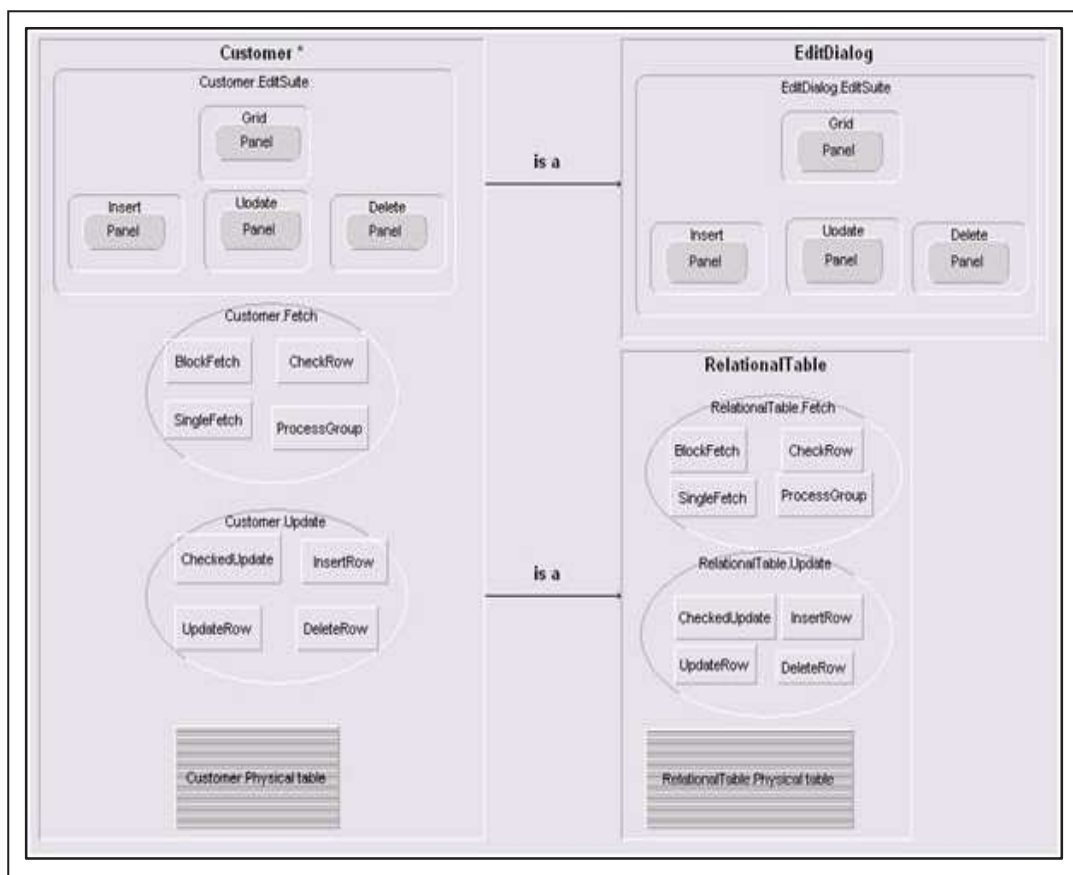 Customer *
Customer.EditSuite
Grid
Panel
Insert
Panel
Update
Panel
Delete
Panel
Customer.Fetch
BlockFetch
CheckRow
SingleFetch
ProcessGroup
Customer.Update
CheckedUpdate
InsertRow
UpdateRow
DeleteRow
Customer.Physical table
is a
is a
EditDialog
EditDialog.EditSuite
Grid
Panel
Insert
Panel
Update
Panel
Delete
Panel
RelationalTable
RelationalTable.Fetch
BlockFetch
CheckRow
SingleFetch
ProcessGroup
RelationalTable.Update
CheckedUpdate
InsertRow
UpdateRow
DeleteRow
RelationalTable.Physical table